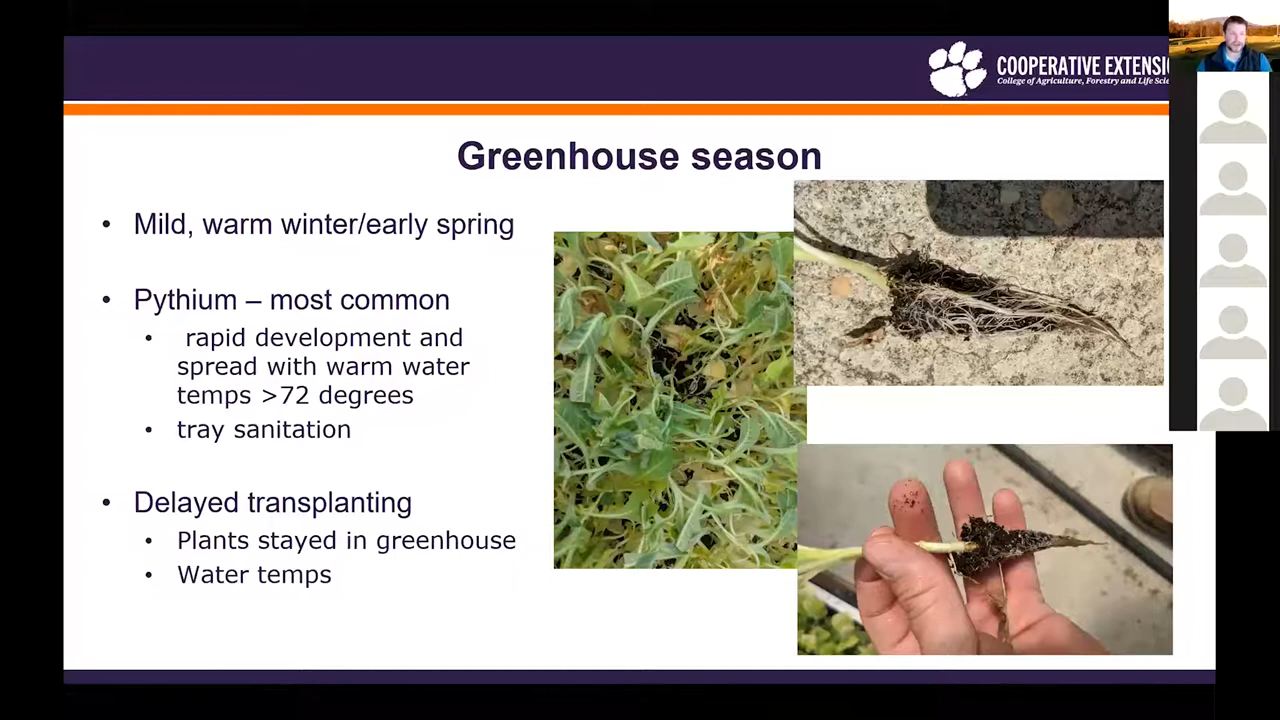 COOPERATIVE EXTENSI
College of Agriculture, Forestry and Life Scie
Greenhouse season
• Mild, warm winter/early spring
• Pythium – most common
• rapid development and
spread with warm water
temps >72 degrees
• tray sanitation
• Delayed transplanting
• Plants stayed in greenhouse
• Water temps